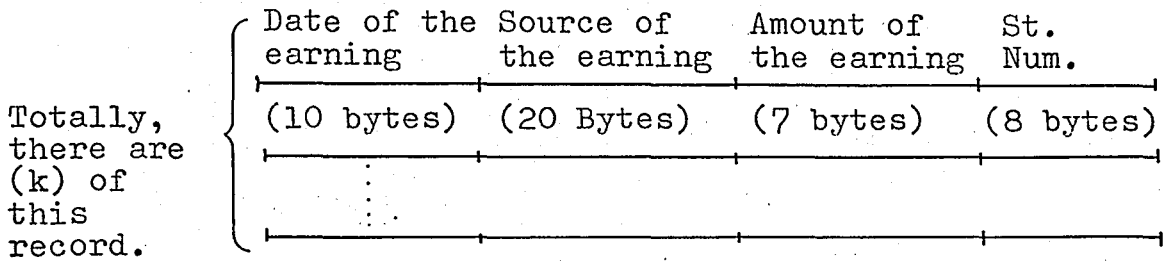 Date of the Source of Amount of St.
earning the earning the earning Num.
(10 bytes) (20 Bytes) (7 bytes) (8 bytes)
Totally,
there are
(k) of
this
record.